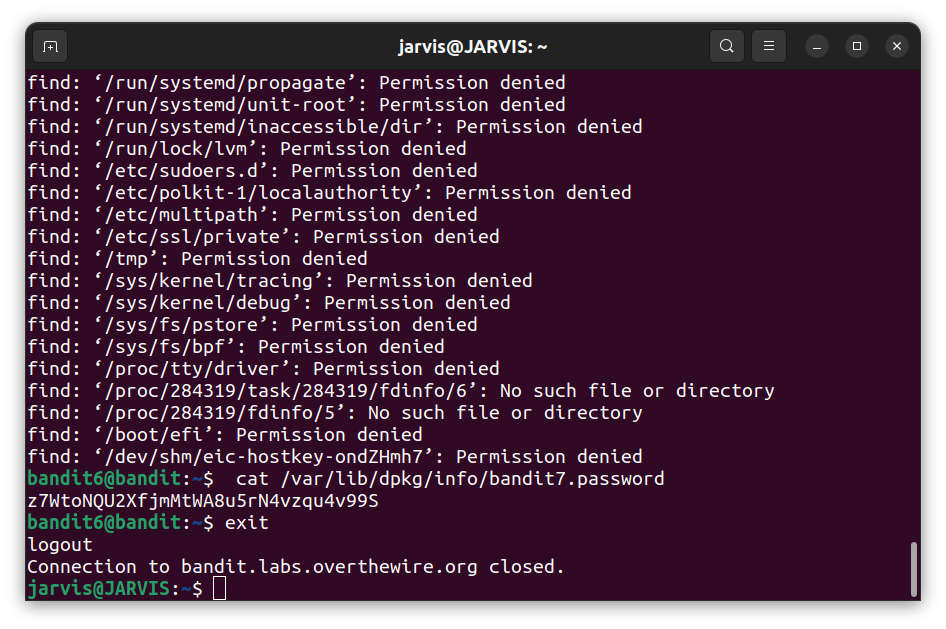 jarvis@JARVIS: ~
find: ‘/run/systemd/propagate’: Permission denied
find: ‘/run/systemd/unit-root’: Permission denied
find: ‘/run/systemd/inaccessible/dir’: Permission denied
find: ‘/run/lock/lvm’: Permission denied
find: ‘/etc/sudoers.d’: Permission denied
find: ‘/etc/polkit-1/localauthority’: Permission denied
find: ‘/etc/multipath’: Permission denied
find: ‘/etc/ssl/private’: Permission denied
find: ‘/tmp’: Permission denied
find: ‘/sys/kernel/tracing’: Permission denied
find: ‘/sys/kernel/debug’: Permission denied
find: ‘/sys/fs/pstore’: Permission denied
find: ‘/sys/fs/bpf’: Permission denied
find: ‘/proc/tty/driver’: Permission denied
find: ‘/proc/284319/task/284319/fdinfo/6’: No such file or directory
find: ‘/proc/284319/fdinfo/5’: No such file or directory
find: ‘/boot/efi’: Permission denied
find: ‘/dev/shm/eic-hostkey-ondZHmh7’: Permission denied
bandit6@bandit:~$  cat /var/lib/dpkg/info/bandit7.password
z7WtoNQU2XfjmMtWA8u5rN4vzqu4v99S
bandit6@bandit:~$ exit
logout
Connection to bandit.labs.overthewire.org closed.
jarvis@JARVIS:~$